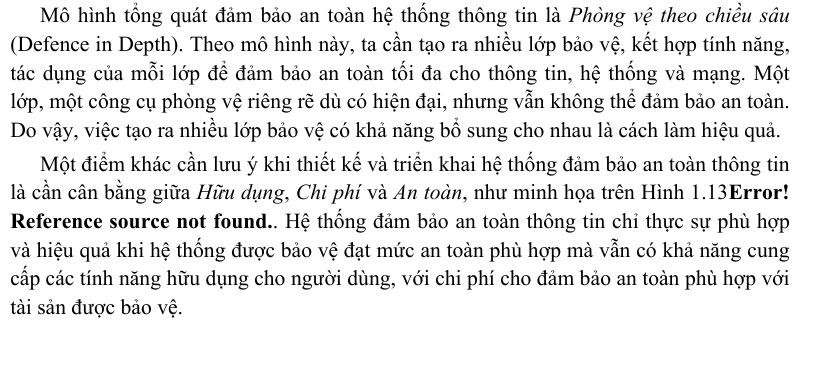 Mô hình tổng quát đảm bảo an toàn hệ thống thông tin là Phòng vệ theo chiều sâu
(Defence in Depth). Theo mô hình này, ta cần tạo ra nhiều lớp bảo vệ, kết hợp tính năng,
tác dụng của mỗi lớp để đảm bảo an toàn tối đa cho thông tin, hệ thống và mạng. Một
lớp, một công cụ phòng vệ riêng rẽ dù có hiện đại, nhưng vẫn không thể đảm bảo an toàn.
Do vậy, việc tạo ra nhiều lớp bảo vệ có khả năng bổ sung cho nhau là cách làm hiệu quả.
Một điểm khác cần lưu ý khi thiết kế và triển khai hệ thống đảm bảo an toàn thông tin
là cần cân bằng giữa Hữu dụng, Chi phí và An toàn, như minh họa trên Hình 1.13Error!
Reference source not found.. Hệ thống đảm bảo an toàn thông tin chỉ thực sự phù hợp
và hiệu quả khi hệ thống được bảo vệ đạt mức an toàn phù hợp mà vẫn có khả năng cung
cấp các tính năng hữu dụng cho người dùng, với chi phí cho đảm bảo an toàn phù hợp với
tài sản được bảo vệ.